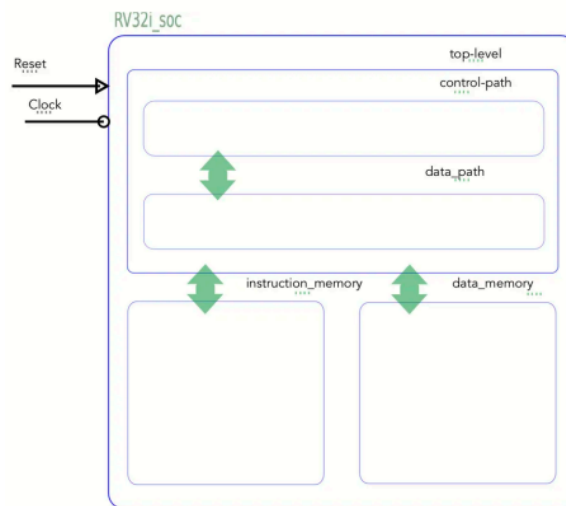 RV32i_soc
top-level
Reset
control-path
Clock
data_path
instruction_memory
data_memory